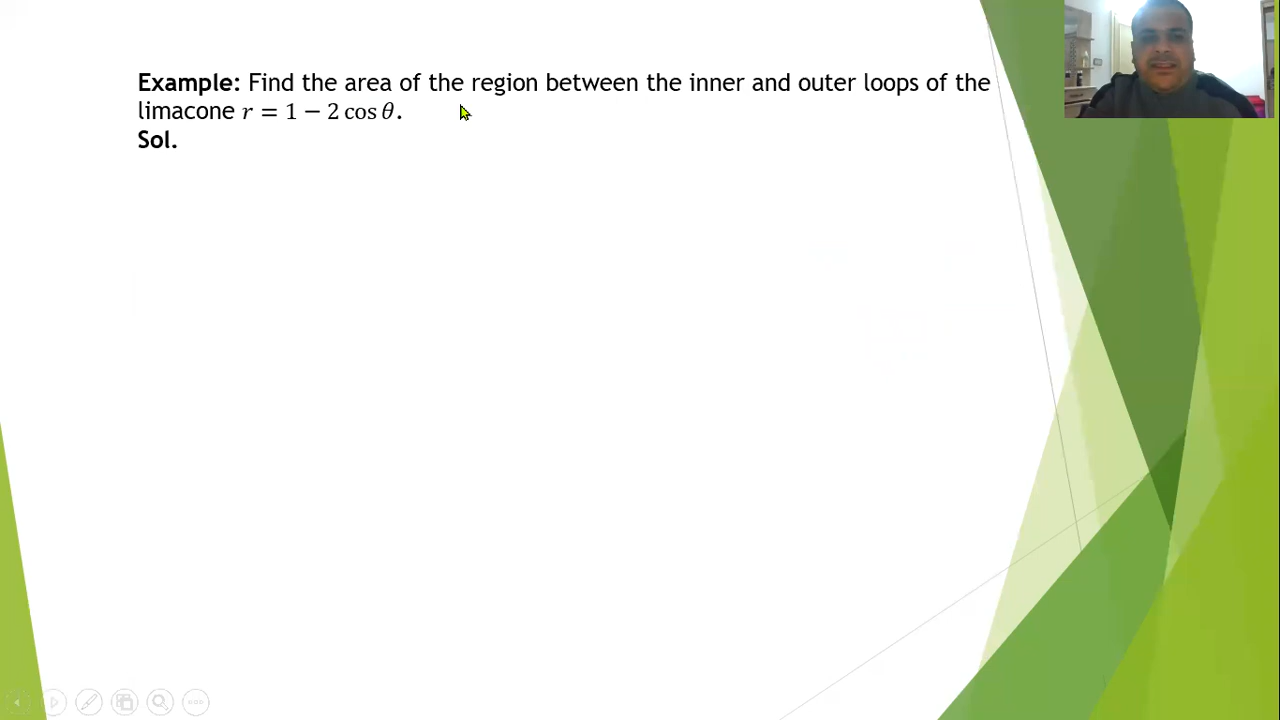 Example: Find the area of the region between the inner and outer loops of the
limacone r = 1 − 2 cos θ.
Sol.